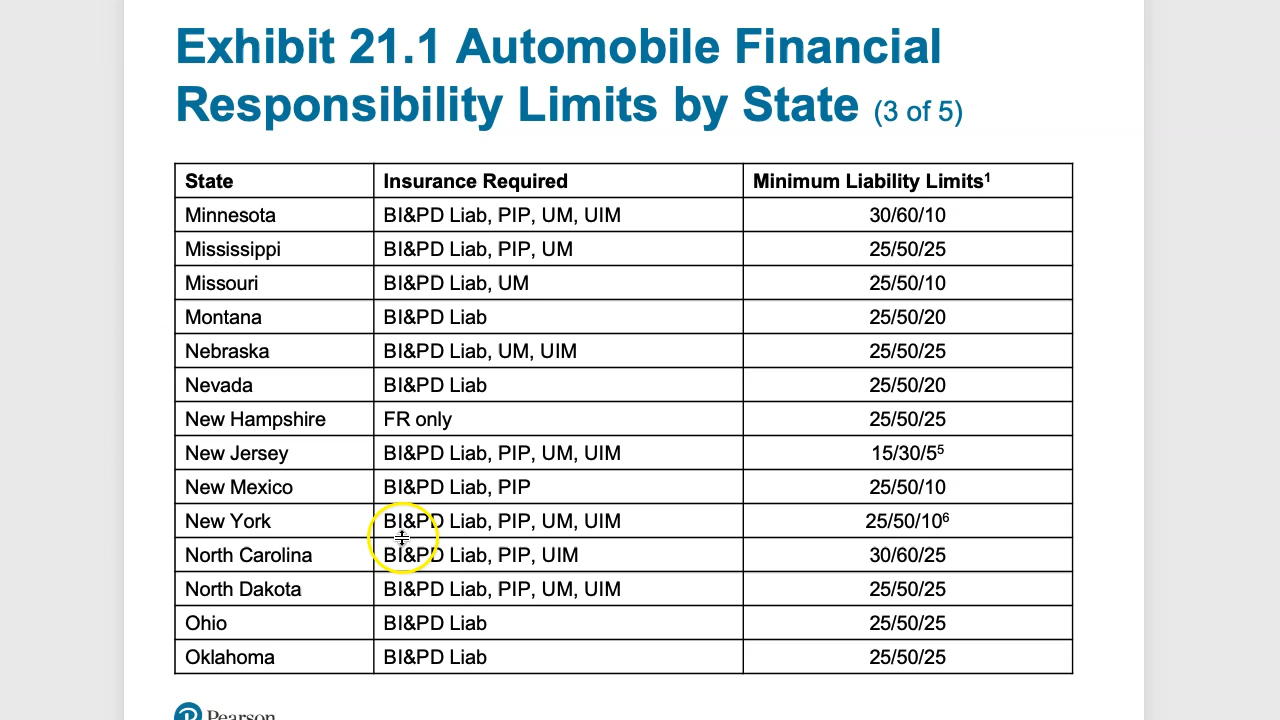 Exhibit 21.1 Automobile Financial
Responsibility Limits by State (3 of 5)
State Insurance Required Minimum Liability Limits¹
Minnesota BI&PD Liab, PIP, UM, UIM 30/60/10
Mississippi BI&PD Liab, PIP, UM 25/50/25
Missouri BI&PD Liab, UM 25/50/10
Montana BI&PD Liab 25/50/20
Nebraska BI&PD Liab, UM, UIM 25/50/25
Nevada BI&PD Liab 25/50/20
New Hampshire FR only 25/50/25
New Jersey BI&PD Liab, PIP, UM, UIM 15/30/5⁵
New Mexico BI&PD Liab, PIP 25/50/10
New York BI&PD Liab, PIP, UM, UIM 25/50/10⁶
North Carolina BI&PD Liab, PIP, UIM 30/60/25
North Dakota BI&PD Liab, PIP, UM, UIM 25/50/25
Ohio BI&PD Liab 25/50/25
Oklahoma BI&PD Liab 25/50/25
Pearson